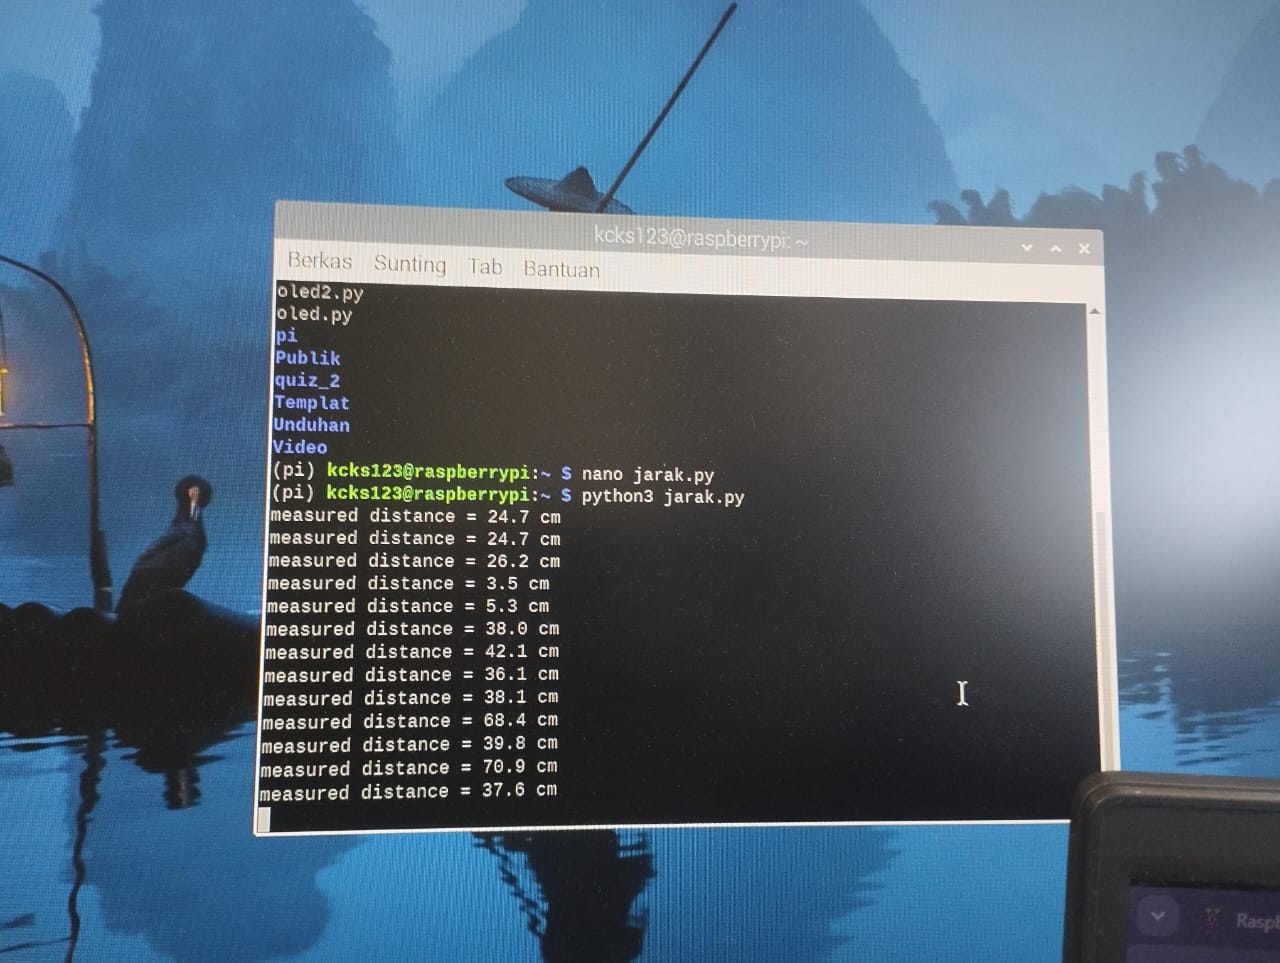 kcks123@raspberrypi: ~
Berkas Sunting Tab Bantuan
oled2.py
oled.py
pi
Publik
quiz_2
Templat
Unduhan
Video
(pi) kcks123@raspberrypi:~ $ nano jarak.py
(pi) kcks123@raspberrypi:~ $ python3 jarak.py
measured distance = 24.7 cm
measured distance = 24.7 cm
measured distance = 26.2 cm
measured distance = 3.5 cm
measured distance = 5.3 cm
measured distance = 38.0 cm
measured distance = 42.1 cm
measured distance = 36.1 cm
measured distance = 38.1 cm
measured distance = 68.4 cm
measured distance = 39.8 cm
measured distance = 70.9 cm
measured distance = 37.6 cm